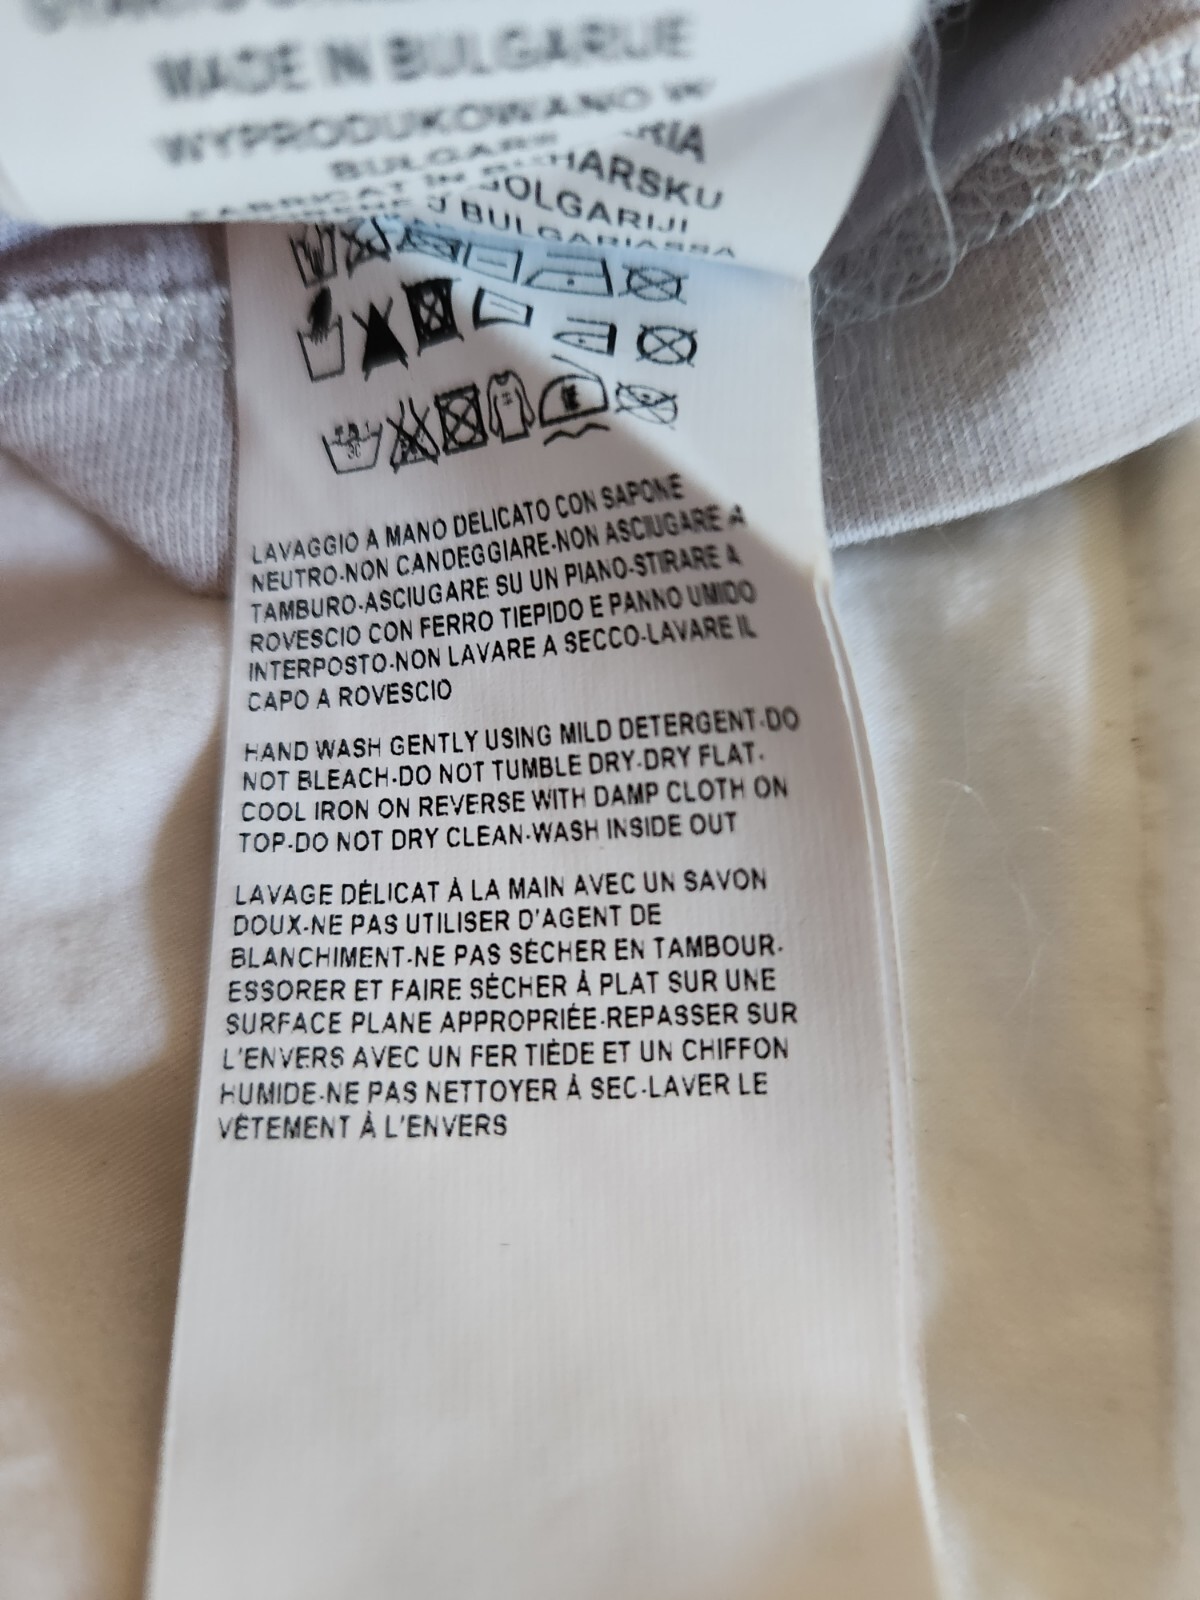 MADE IN BULGARIJE
WYPRODUKOWANO W
RIA
HARSKU
OLGARIJI
J BULGARIASSA
30
LAVAGGIO A MANO DELICATO CON SAPONE
NEUTRO-NON CANDEGGIARE-NON ASCIUGARE A
TAMBURO-ASCIUGARE SU UN PIANO-STIRARE A
ROVESCIO CON FERRO TIEPIDO E PANNO UMIDO
INTERPOSTO-NON LAVARE A SECCO-LAVARE IL
CAPO A ROVESCIO
HAND WASH GENTLY USING MILD DETERGENT-DO
NOT BLEACH-DO NOT TUMBLE DRY-DRY FLAT-
COOL IRON ON REVERSE WITH DAMP CLOTH ON
TOP-DO NOT DRY CLEAN-WASH INSIDE OUT
LAVAGE DÉLICAT À LA MAIN AVEC UN SAVON
DOUX-NE PAS UTILISER D'AGENT DE
BLANCHIMENT-NE PAS SÉCHER EN TAMBOUR-
ESSORER ET FAIRE SÉCHER À PLAT SUR UNE
SURFACE PLANE APPROPRIÉE-REPASSER SUR
L'ENVERS AVEC UN FER TIÈDE ET UN CHIFFON
HUMIDE-NE PAS NETTOYER À SEC-LAVER LE
VÊTEMENT À L'ENVERS